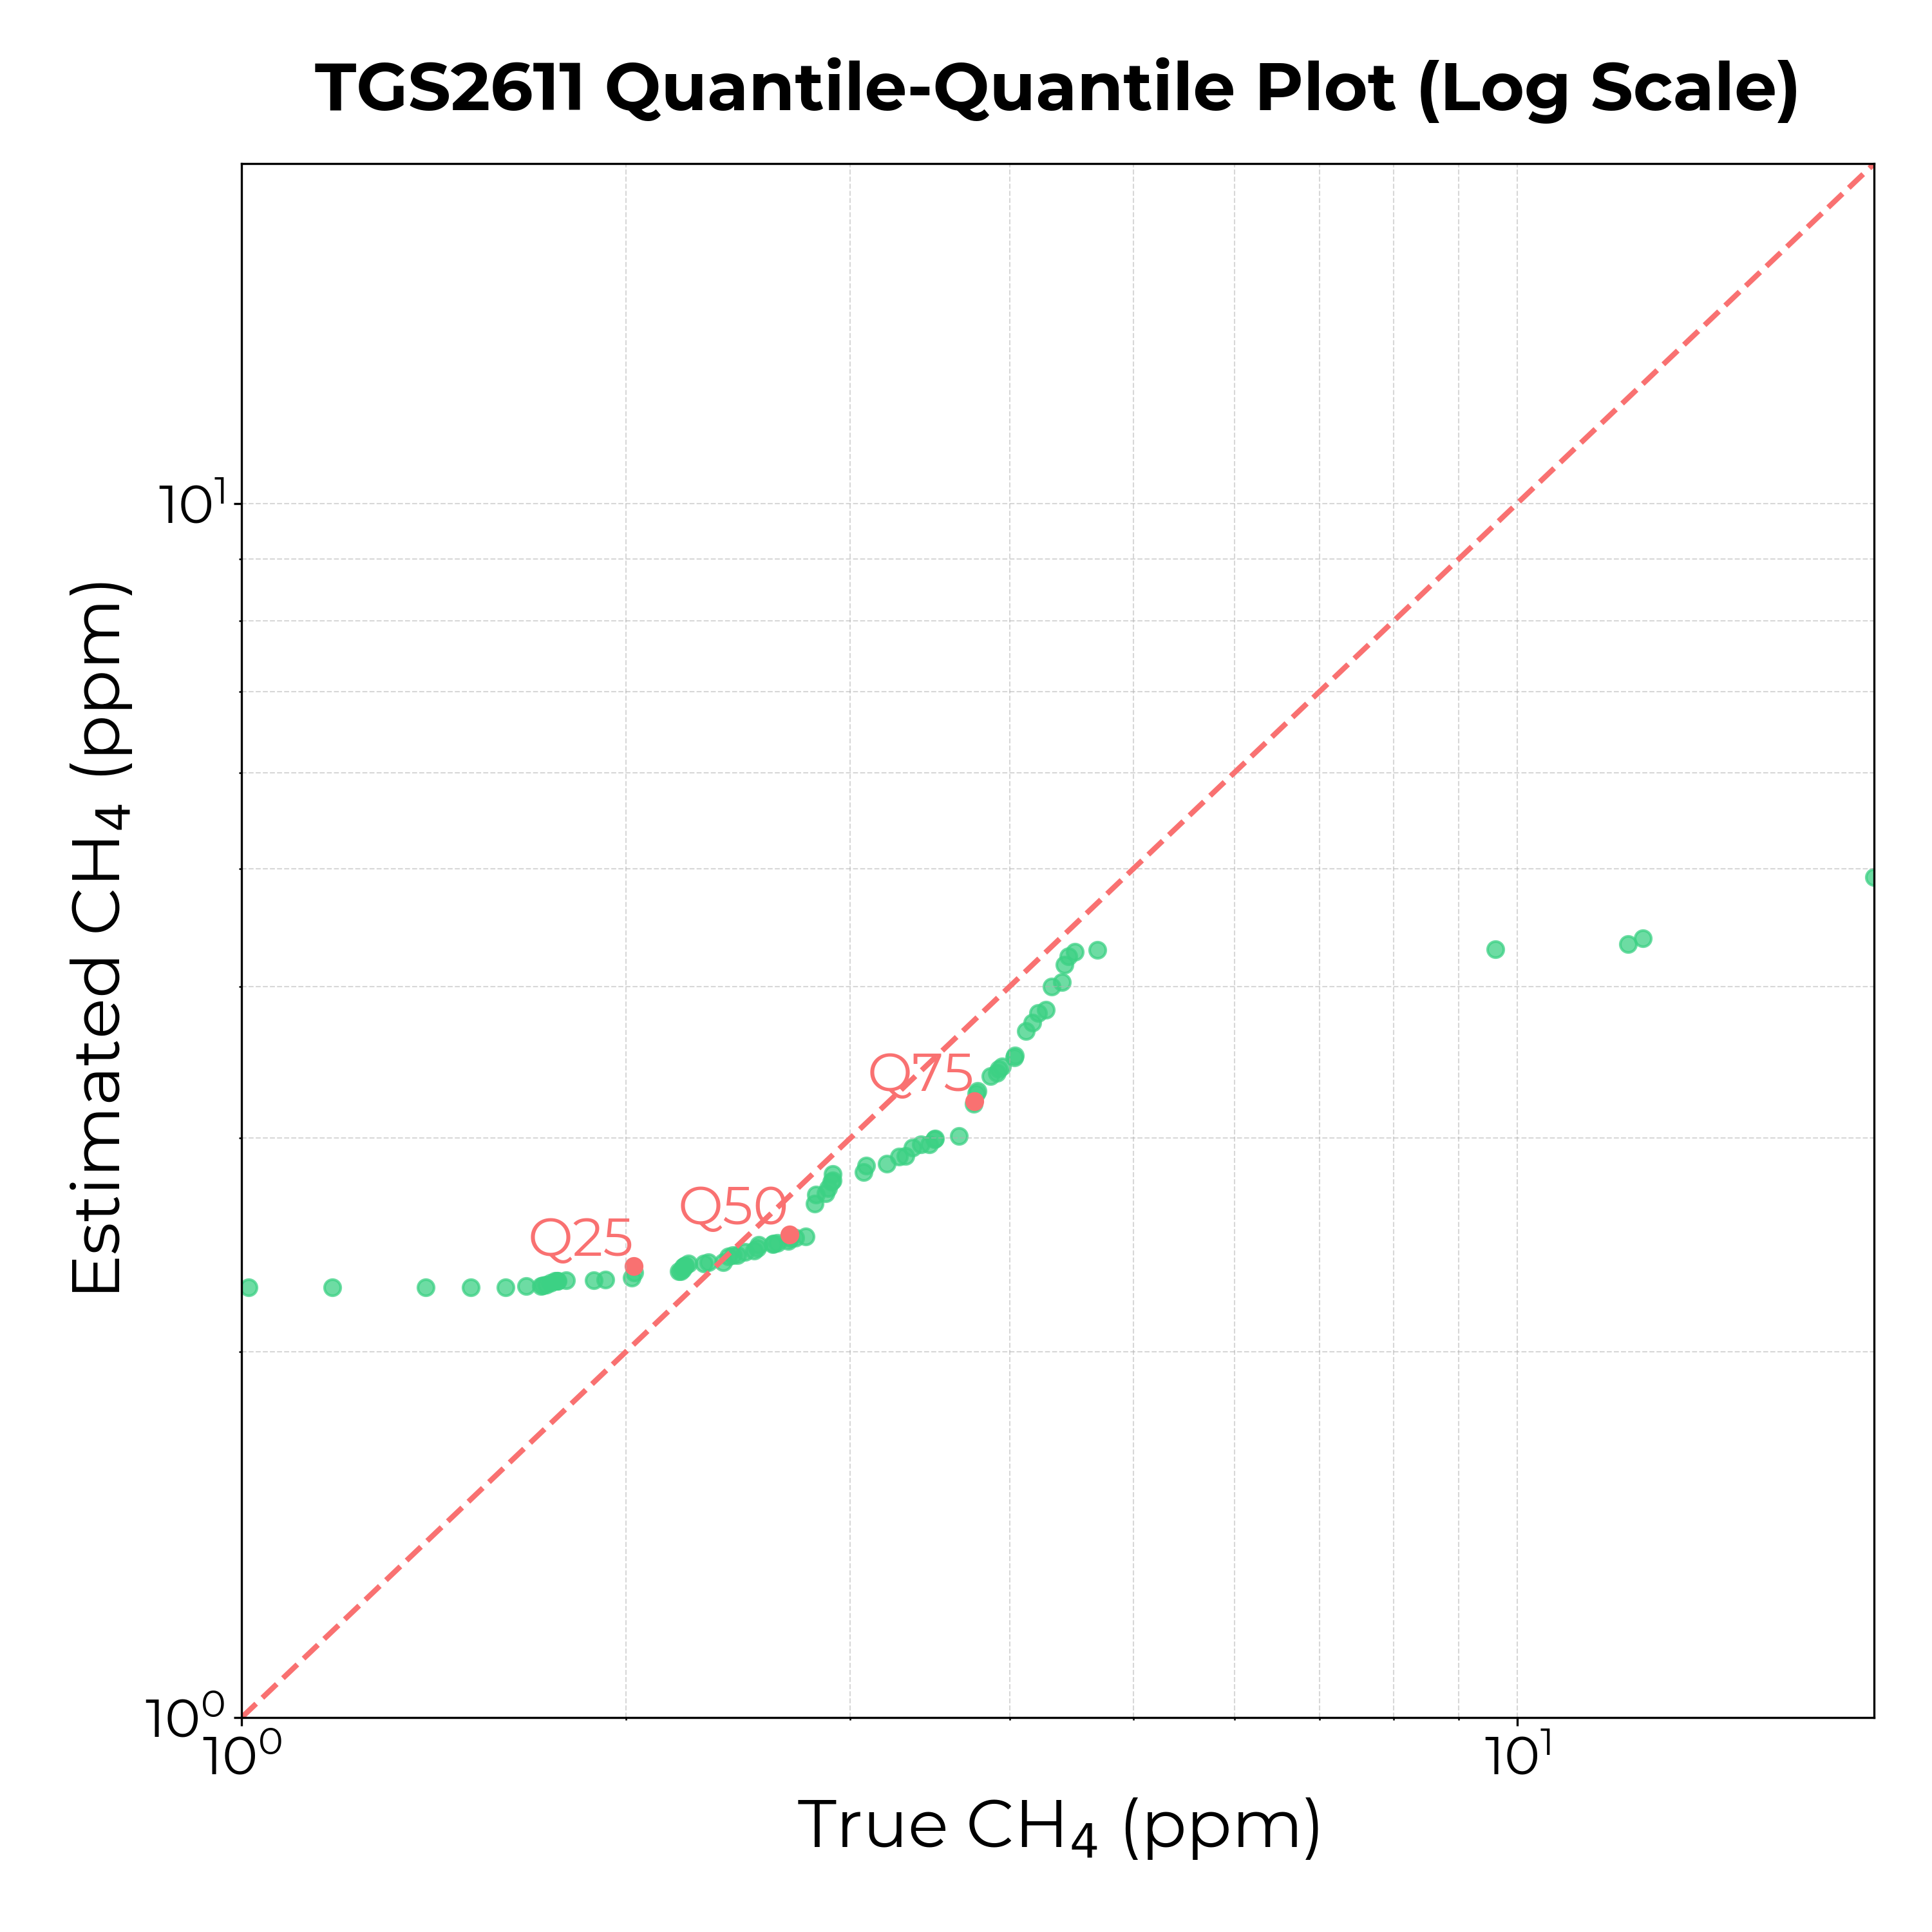 TGS2611 Quantile-Quantile Plot (Log Scale)
10¹
Estimated CH₄ (ppm)
Q75
Q50
Q25
10⁰
10⁰ 10¹
True CH₄ (ppm)